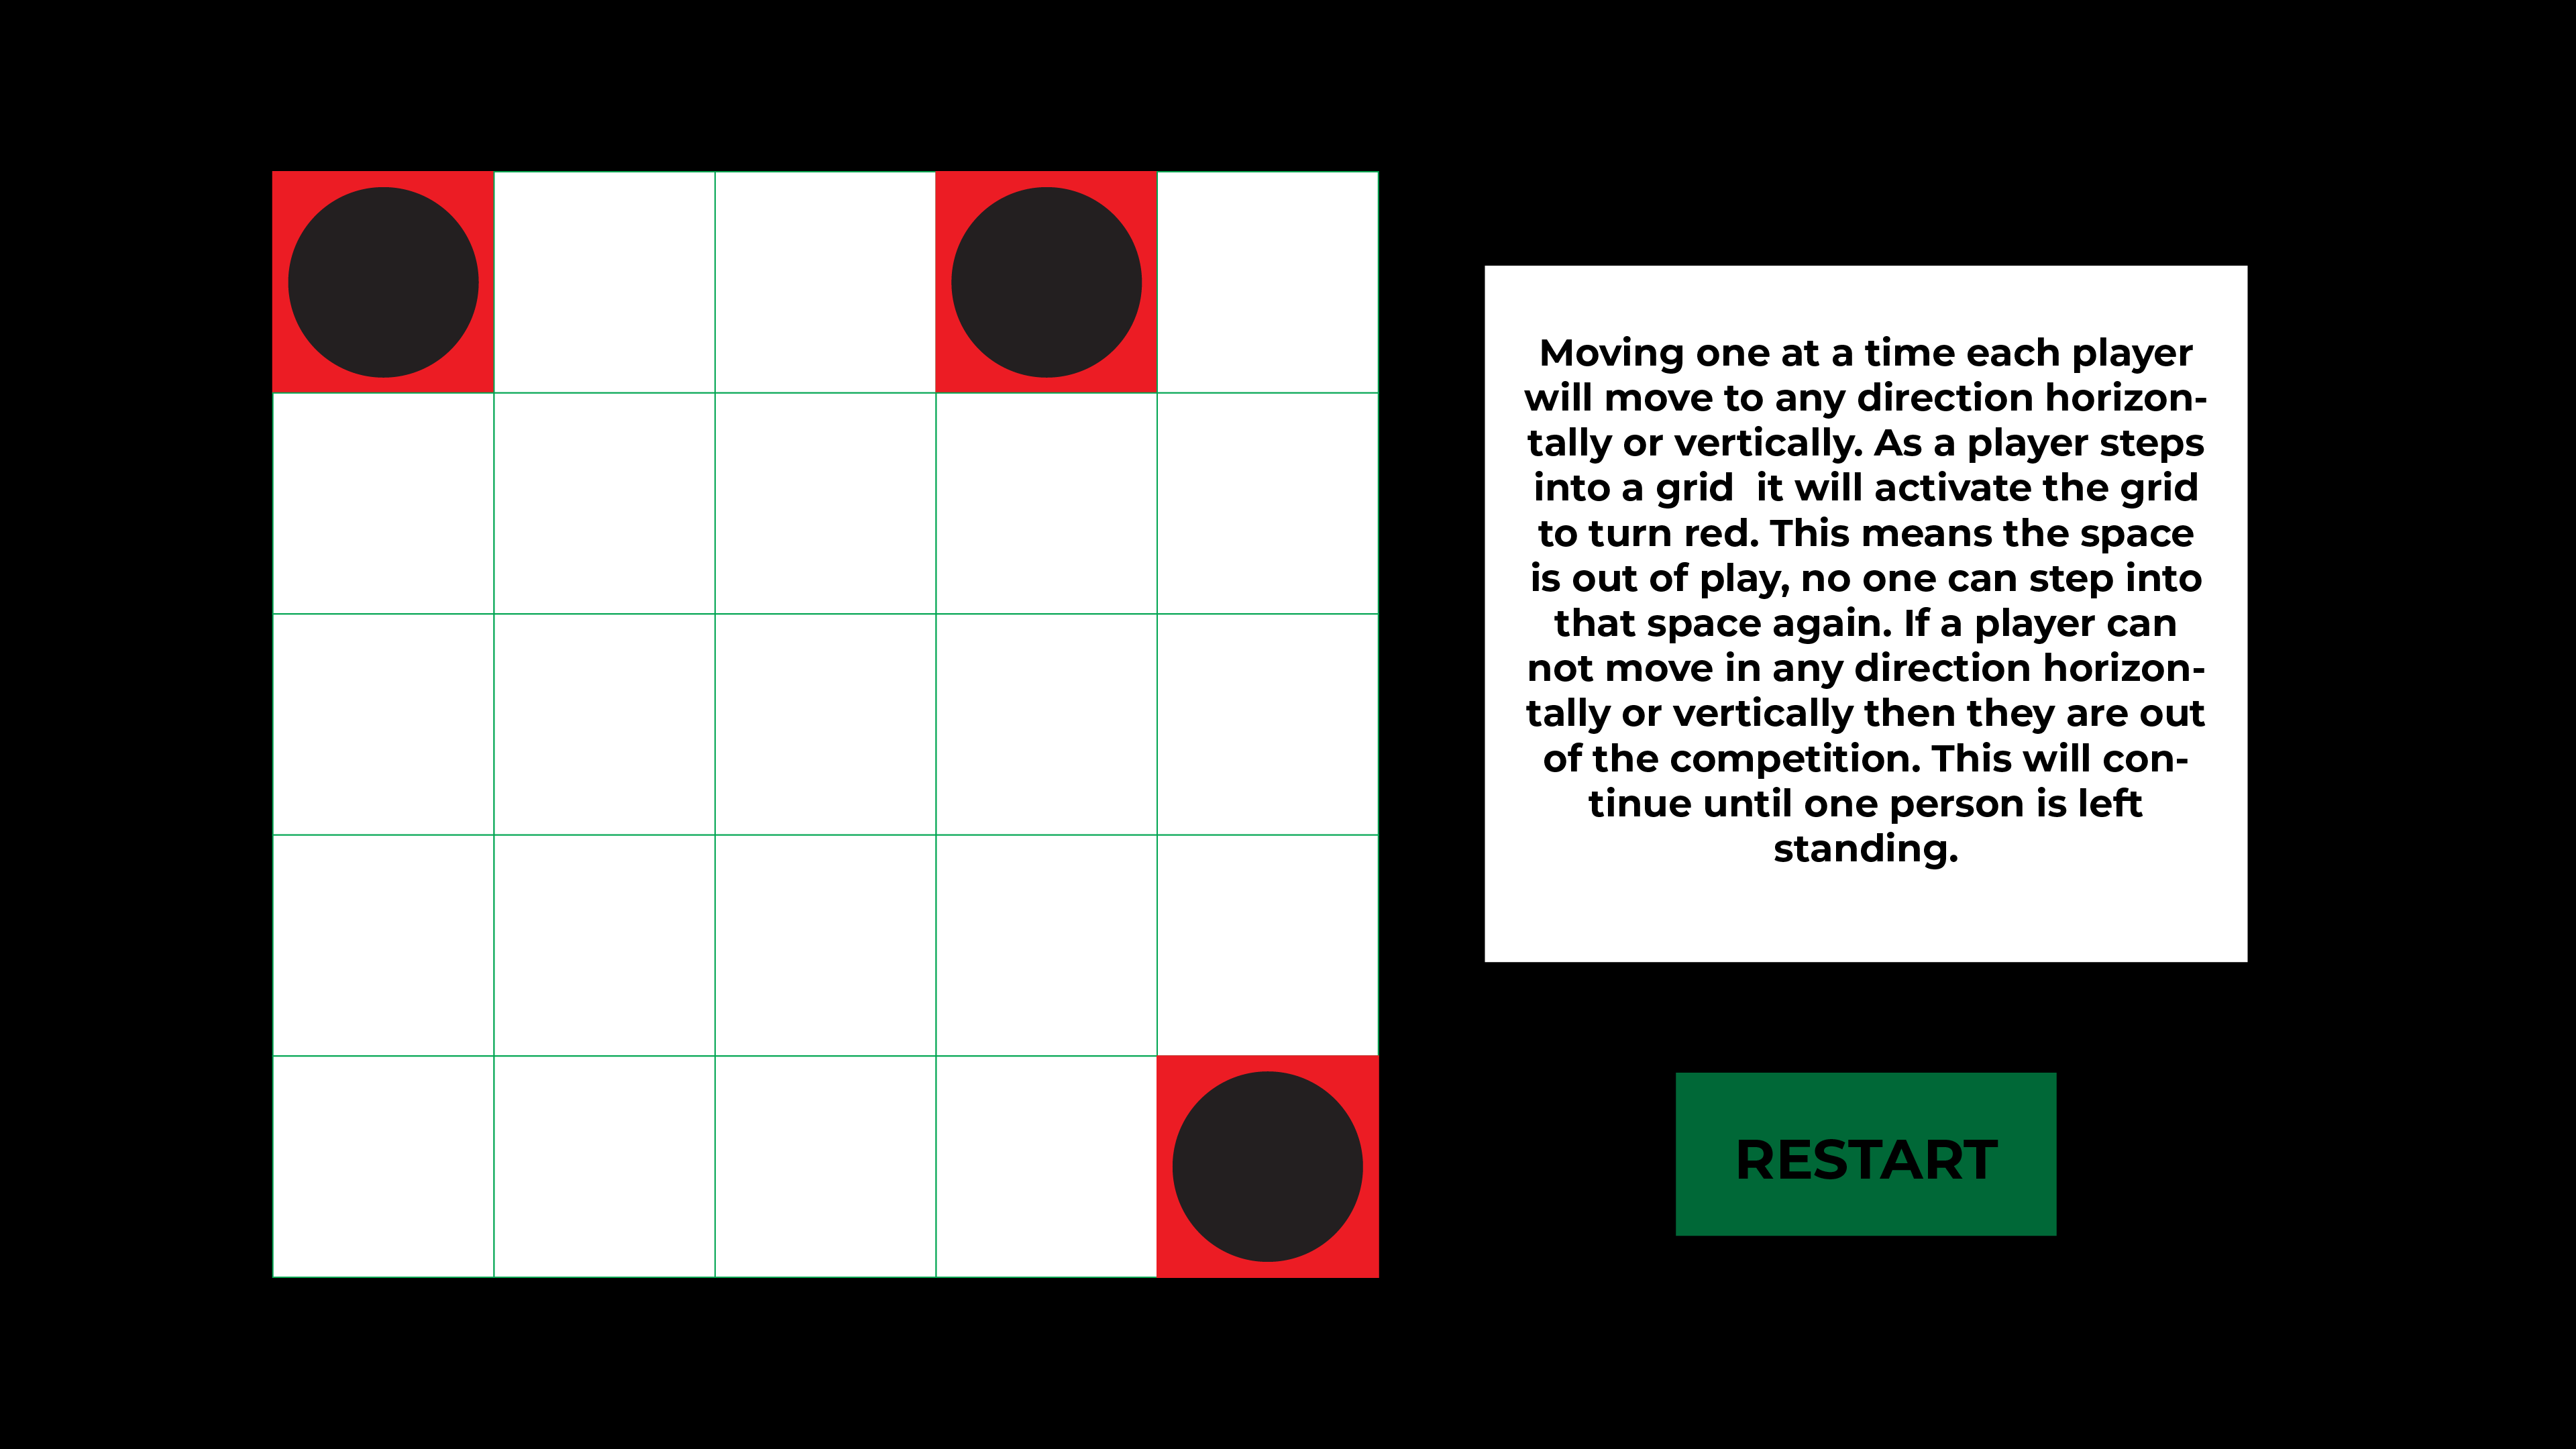 Moving one at a time each player
will move to any direction horizon-
tally or vertically. As a player steps
into a grid  it will activate the grid
to turn red. This means the space
is out of play, no one can step into
that space again. If a player can
not move in any direction horizon-
tally or vertically then they are out
of the competition. This will con-
tinue until one person is left
standing.
RESTART